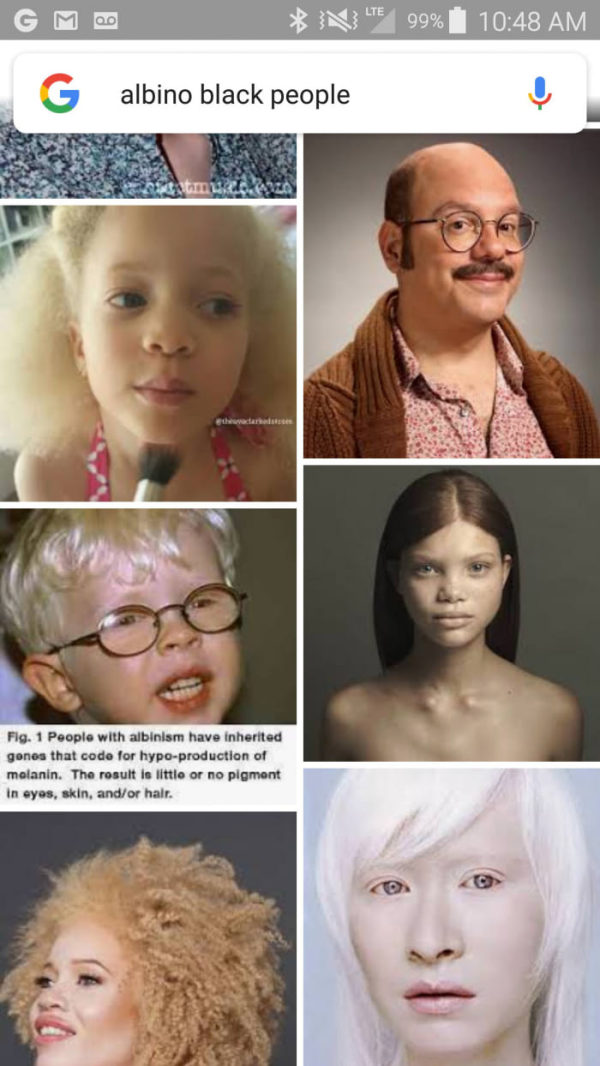 LTE 99% 10:48 AM
albino black people
Fig. 1 People with albinism have inherited
genes that code for hypo-production of
melanin. The result is little or no pigment
in eyes, skin, and/or hair.